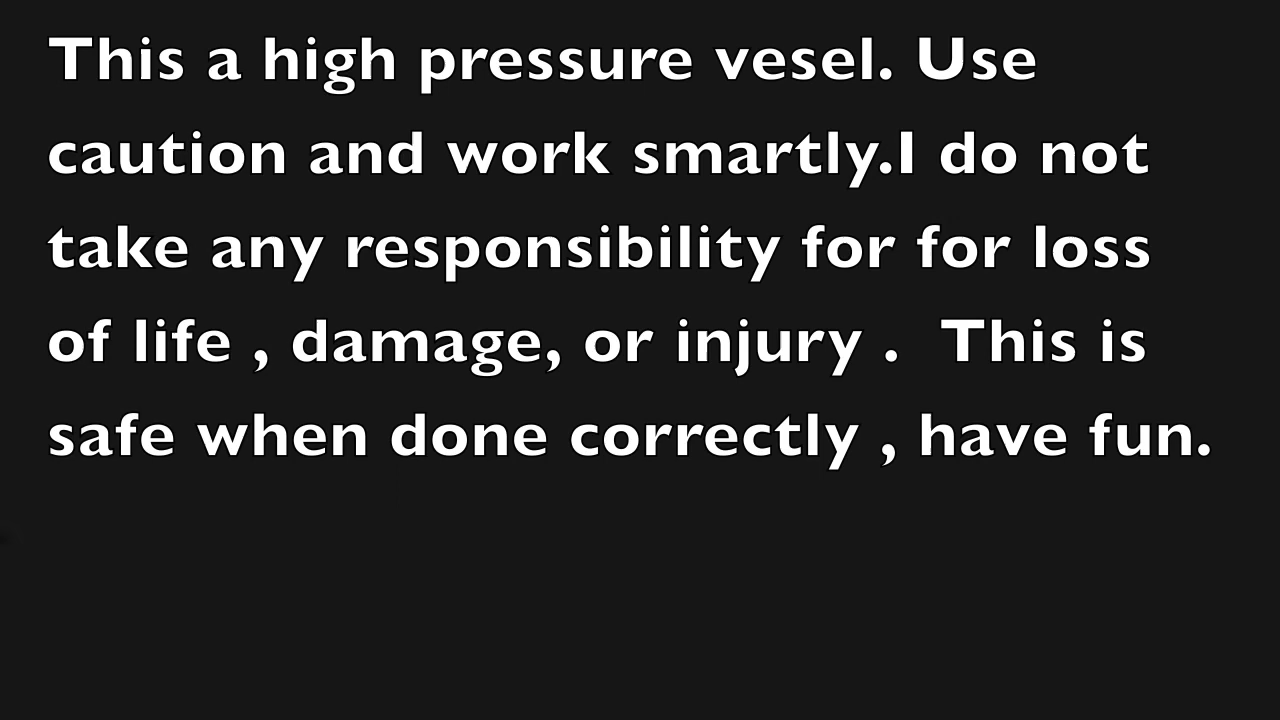 This a high pressure vesel. Use
caution and work smartly.I do not
take any responsibility for for loss
of life , damage, or injury .  This is
safe when done correctly , have fun.